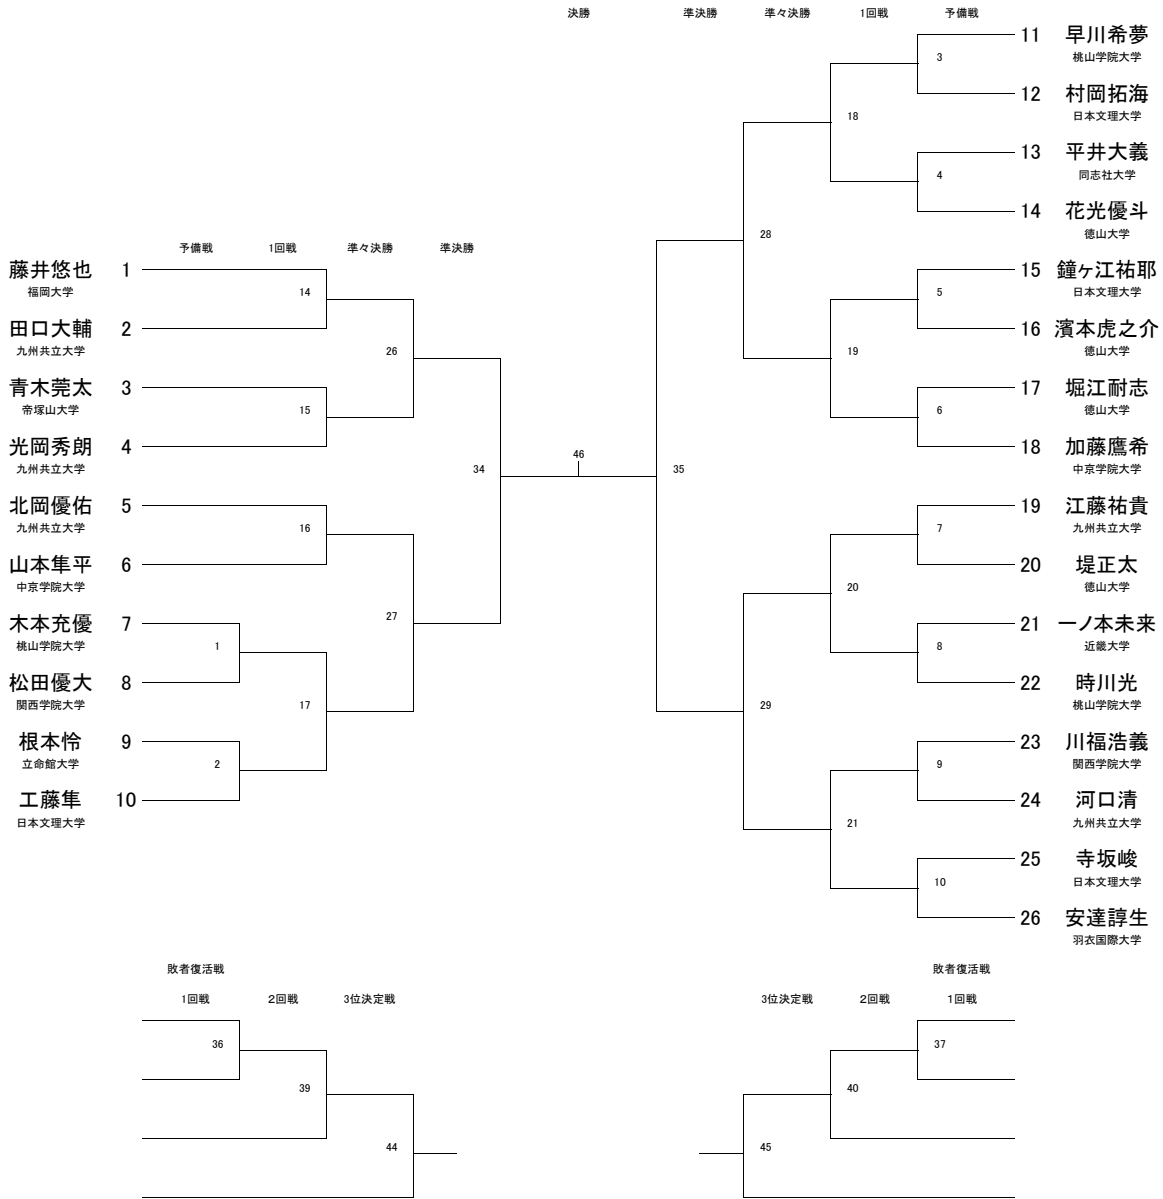 決勝 準決勝 準々決勝 1回戦 予備戦
11 早川希夢
3 桃山学院大学
12 村岡拓海
18 日本文理大学
13 平井大義
4 同志社大学
14 花光優斗
28 徳山大学
予備戦 1回戦 準々決勝 準決勝
藤井悠也 1 15 鐘ヶ江祐耶
福岡大学 14 5 日本文理大学
田口大輔 2 16 濱本虎之介
九州共立大学 26 19 徳山大学
青木莞太 3 17 堀江耐志
帝塚山大学 15 6 徳山大学
光岡秀朗 4 18 加藤鷹希
46
九州共立大学 34 35 中京学院大学
北岡優佑 5 19 江藤祐貴
九州共立大学 16 7 九州共立大学
山本隼平 6 20 堤正太
中京学院大学 20 徳山大学
27
木本充優 7 21 一ノ本未来
桃山学院大学 1 8 近畿大学
松田優大 8 22 時川光
関西学院大学 17 29 桃山学院大学
根本怜 9 23 川福浩義
立命館大学 2 9 関西学院大学
工藤隼 10 24 河口清
日本文理大学 21 九州共立大学
25 寺坂峻
10 日本文理大学
26 安達諄生
羽衣国際大学
敗者復活戦 敗者復活戦
1回戦 2回戦 3位決定戦 3位決定戦 2回戦 1回戦
36 37
39 40
44 45